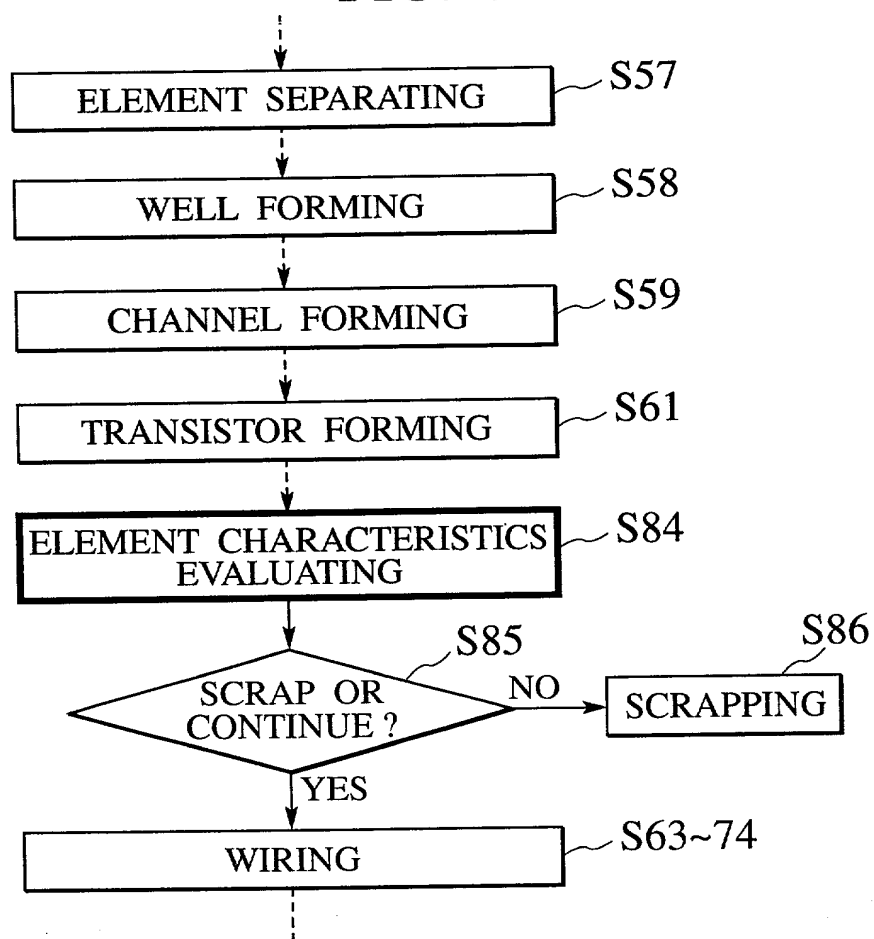 ELEMENT SEPARATING
S57
WELL FORMING
S58
CHANNEL FORMING
S59
TRANSISTOR FORMING
S61
ELEMENT CHARACTERISTICS
EVALUATING
S84
SCRAP OR
CONTINUE ?
S85
NO
SCRAPPING
S86
YES
WIRING
S63~74